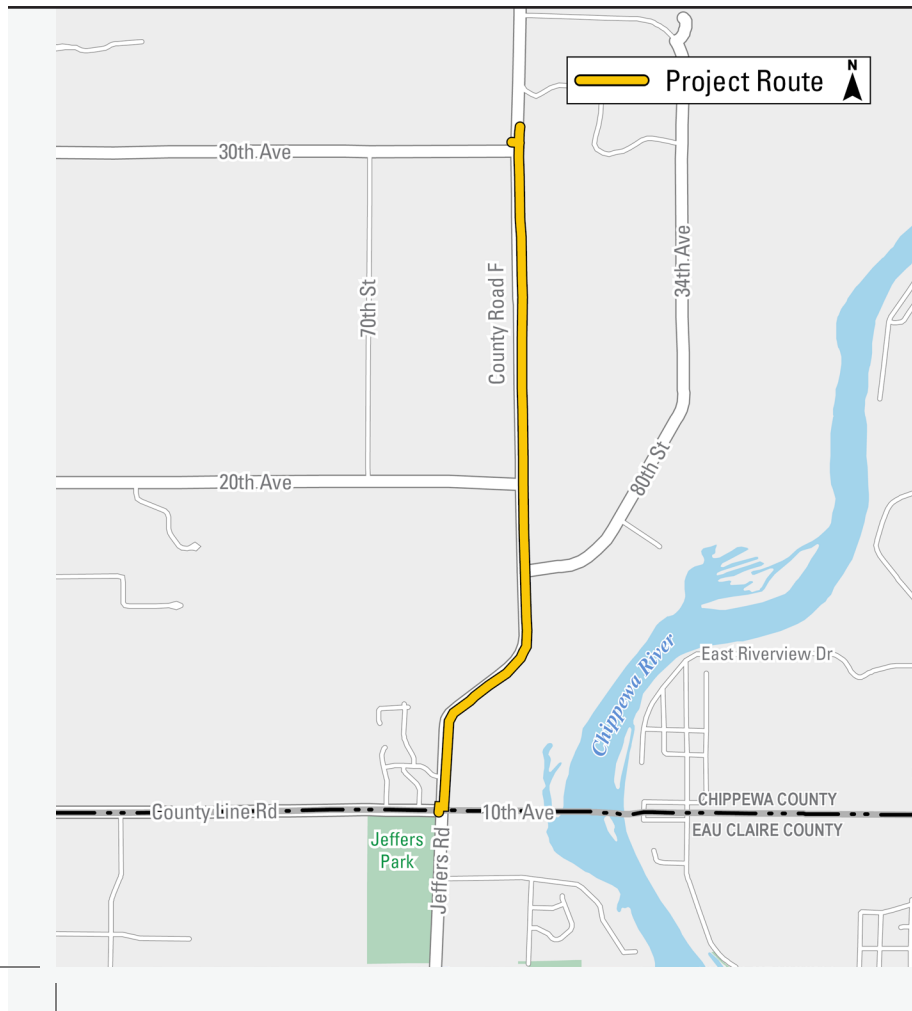 N
Project Route
30th Ave
34th Ave
70th St
County Road F
80th St
20th Ave
East Riverview Dr
Chippewa River
CHIPPEWA COUNTY
County Line Rd
10th Ave
EAU CLAIRE COUNTY
Jeffers
Park
Jeffers Rd